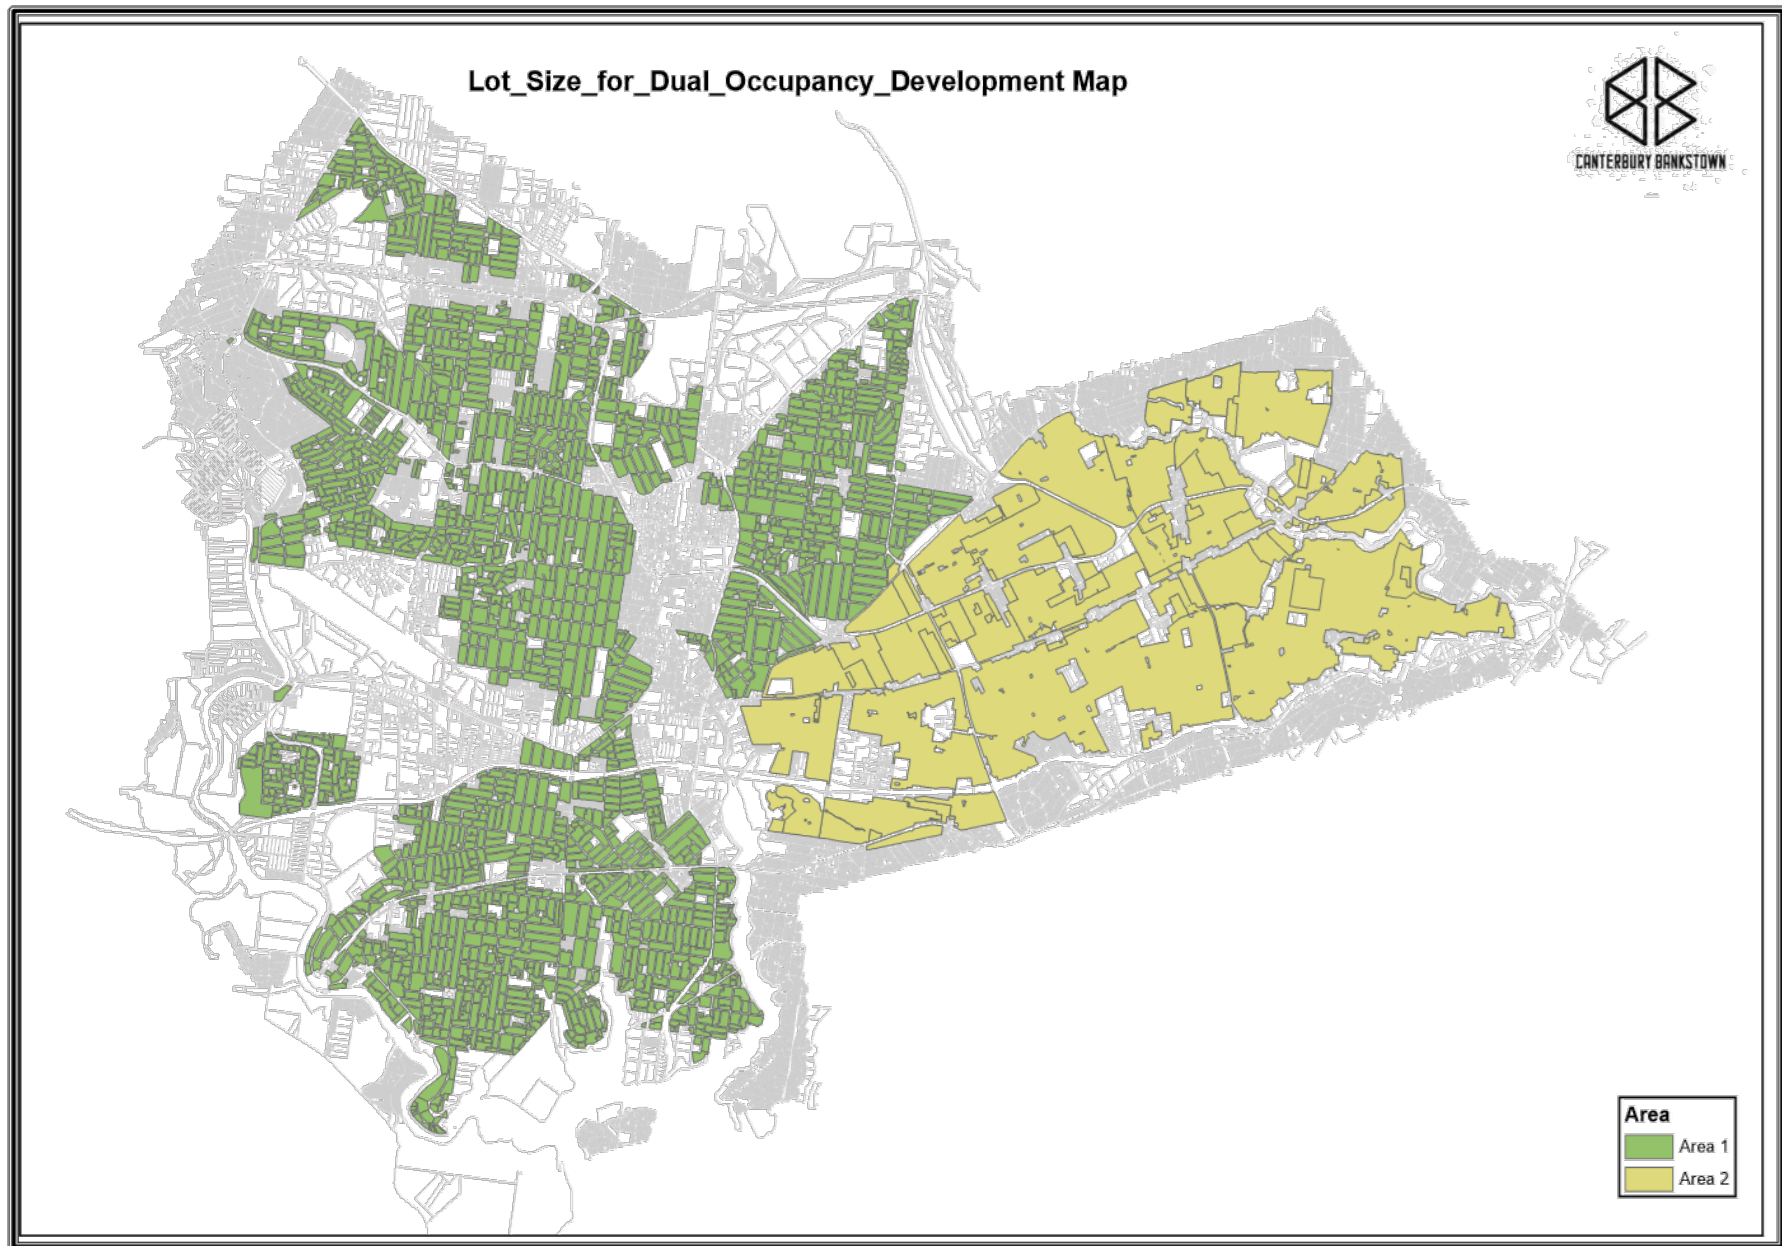 Lot_Size_for_Dual_Occupancy_Development Map
CANTERBURY BANKSTOWN
Area
Area 1
Area 2